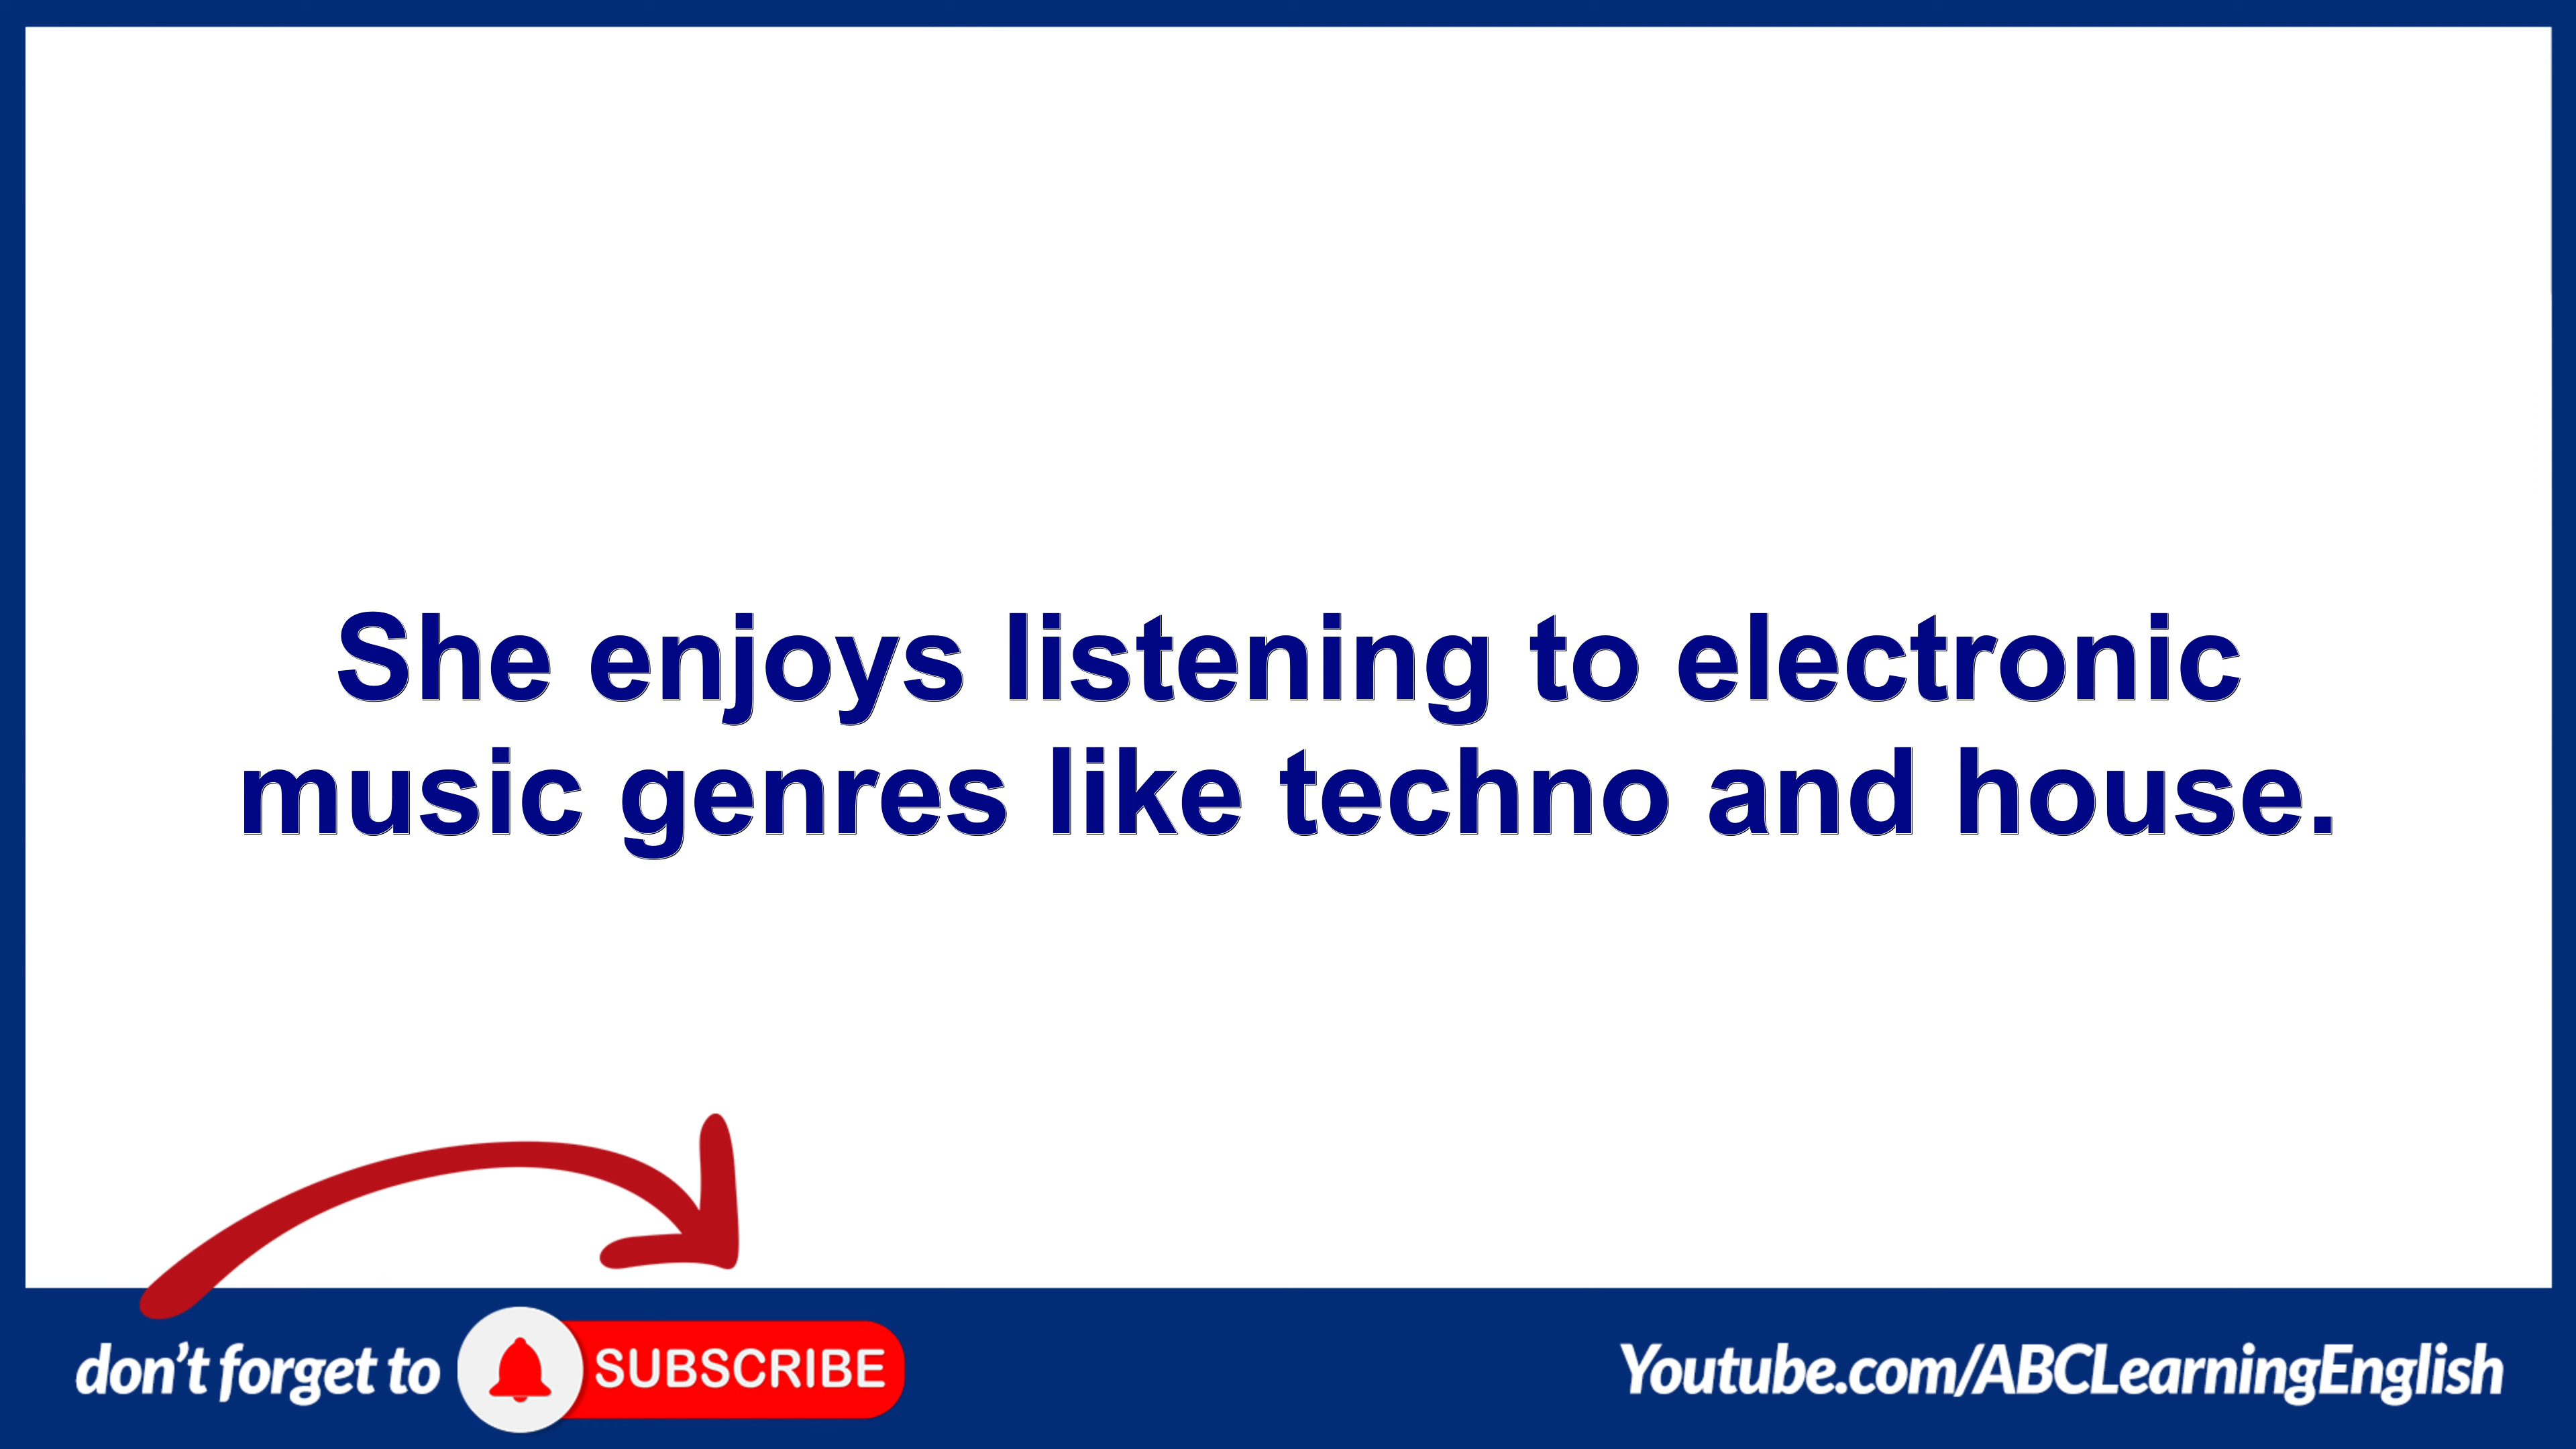 She enjoys listening to electronic
music genres like techno and house.
don't forget to SUBSCRIBE
Youtube.com/ABCLearningEnglish